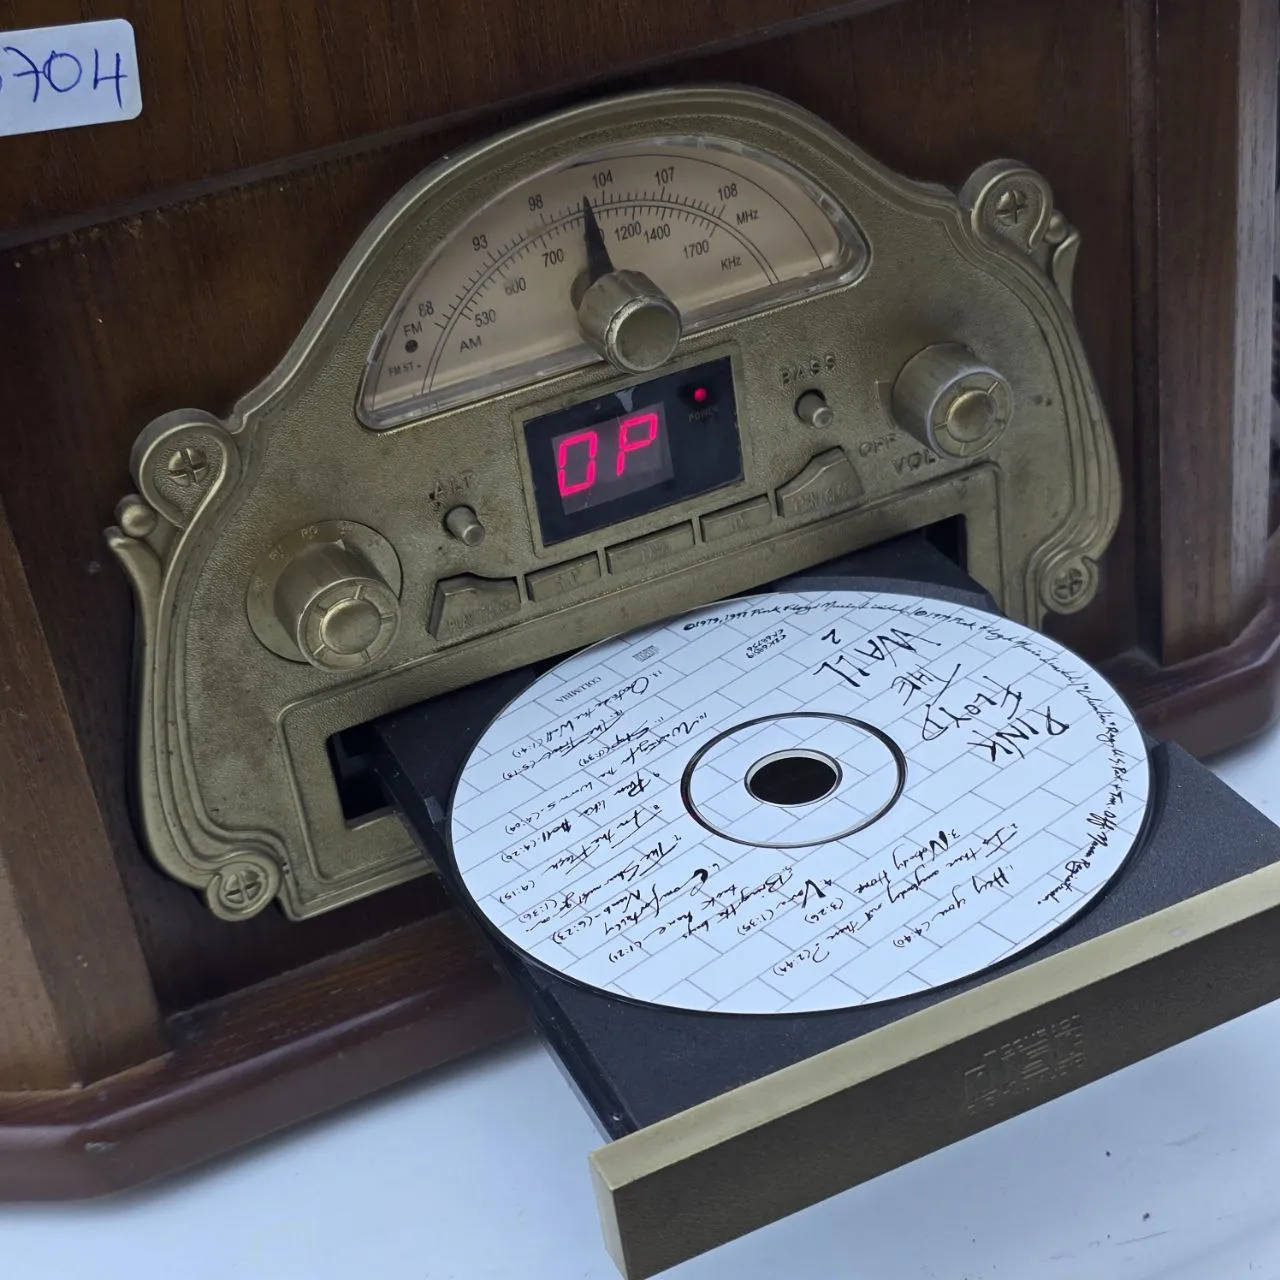 704
104
107
108
98
MHz
93
1200
1400
1700
700
KHz
600
88
530
FM
AM
FM ST
OP
POWER
BASS
ALT
OFF
VOL
PINK
FLOYD
THE
WALL
2
COLUMBIA
1. Hey you (4:40)
2. Is there anybody out there? (2:44)
3. Nobody Home (3:26)
4. Vera (1:35)
5. Bring the boys back home (1:21)
6. Comfortably Numb (6:23)
7. The Show must go on (1:36)
8. In the Flesh (4:15)
9. Run like Hell (4:20)
10. Waiting for the worms (4:04)
11. Stop (0:30)
12. The Trial (5:13)
13. Outside the Wall (1:41)